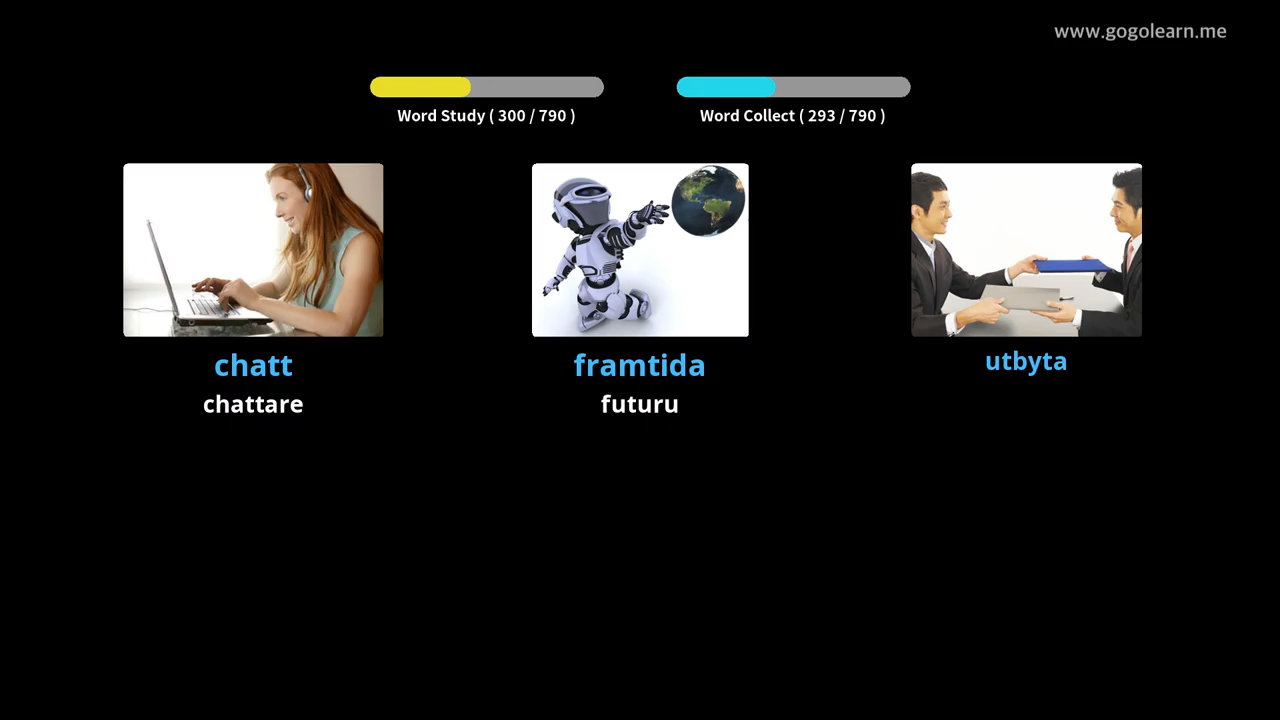 www.gogolearn.me
Word Study ( 300 / 790 )
Word Collect ( 293 / 790 )
chatt
framtida
utbyta
chattare
futuru